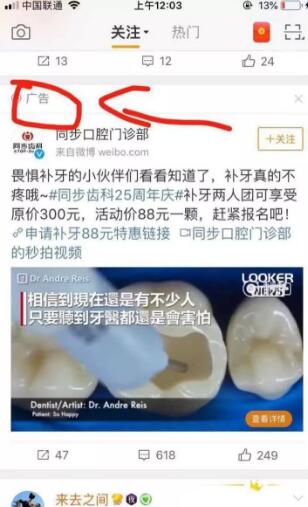 中国联通
上午12:03
13%
关注
热门
13
12
24
广告
同步口腔门诊部
来自微博 weibo.com
+关注
同步齿科
畏惧补牙的小伙伴们看看知道了，补牙真的不
疼哦~#同步齿科25周年庆#补牙两人团可享受
原价300元，活动价88元一颗，赶紧报名吧！
申请补牙88元特惠链接 同步口腔门诊部
的秒拍视频
Dr Andre Reis
LOOKER
NEWS
相信到現在還是有不少人
只要聽到牙醫都還是會害怕
Dentist/Artist: Dr. Andre Reis
Patient: So Happy
查看详情
47
618
249
来去之间